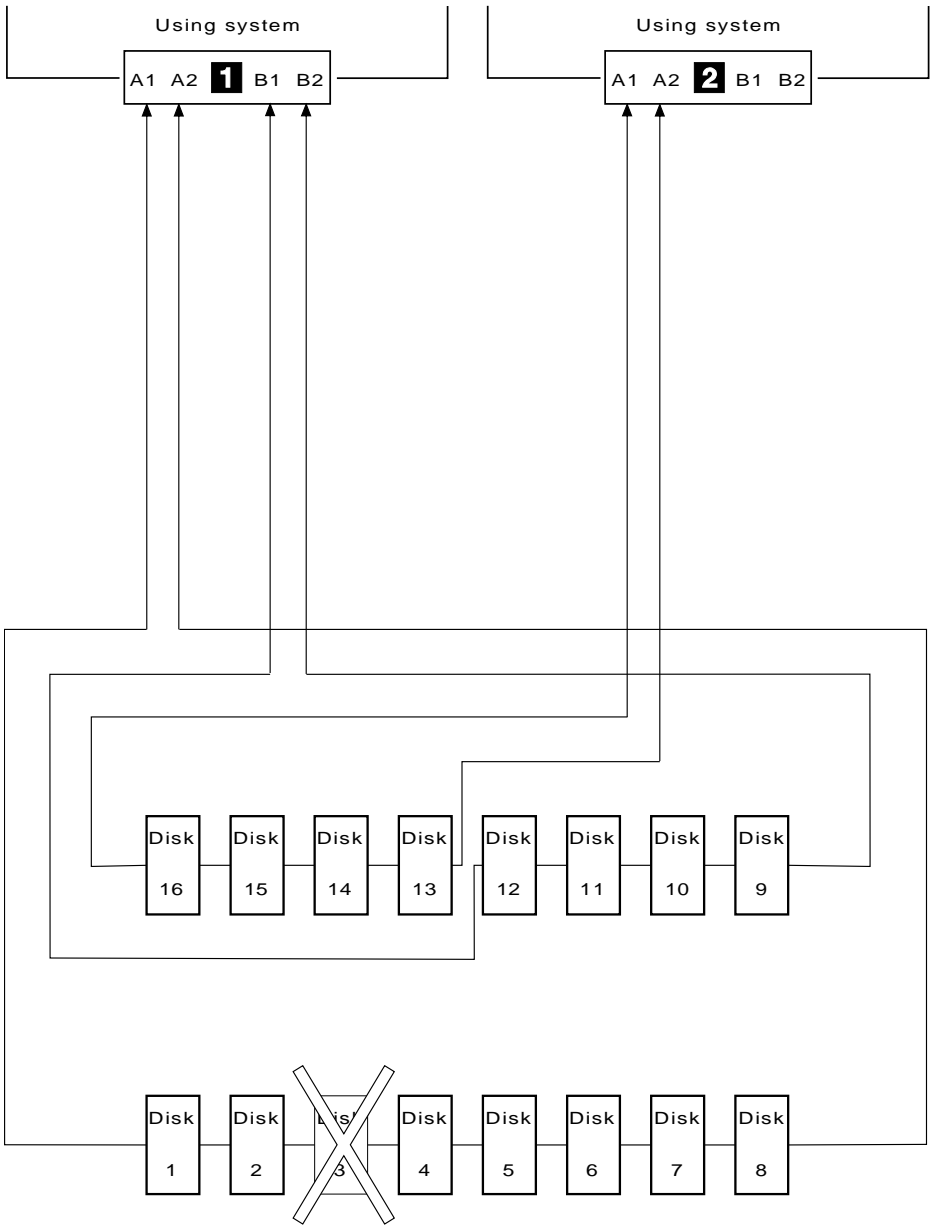 Using system Using system
A1 A2 1 B1 B2 A1 A2 2 B1 B2
Disk Disk Disk Disk Disk Disk Disk Disk
16 15 14 13 12 11 10 9
Disk Disk Disk Disk Disk Disk Disk Disk
1 2 3 4 5 6 7 8